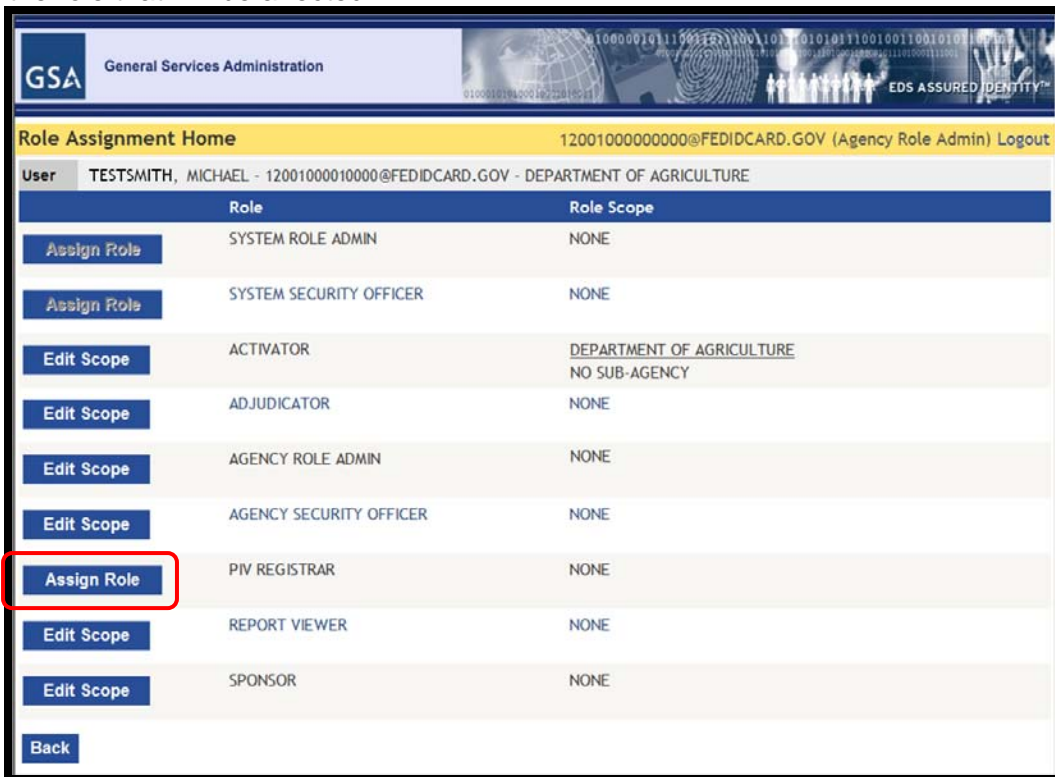 GSA General Services Administration
EDS ASSURED IDENTITY™
Role Assignment Home 12001000000000@FEDIDCARD.GOV (Agency Role Admin) Logout
User TESTSMITH, MICHAEL - 12001000010000@FEDIDCARD.GOV - DEPARTMENT OF AGRICULTURE
Role Role Scope
Assign Role SYSTEM ROLE ADMIN NONE
Assign Role SYSTEM SECURITY OFFICER NONE
Edit Scope ACTIVATOR DEPARTMENT OF AGRICULTURE
NO SUB-AGENCY
Edit Scope ADJUDICATOR NONE
Edit Scope AGENCY ROLE ADMIN NONE
Edit Scope AGENCY SECURITY OFFICER NONE
Assign Role PIV REGISTRAR NONE
Edit Scope REPORT VIEWER NONE
Edit Scope SPONSOR NONE
Back